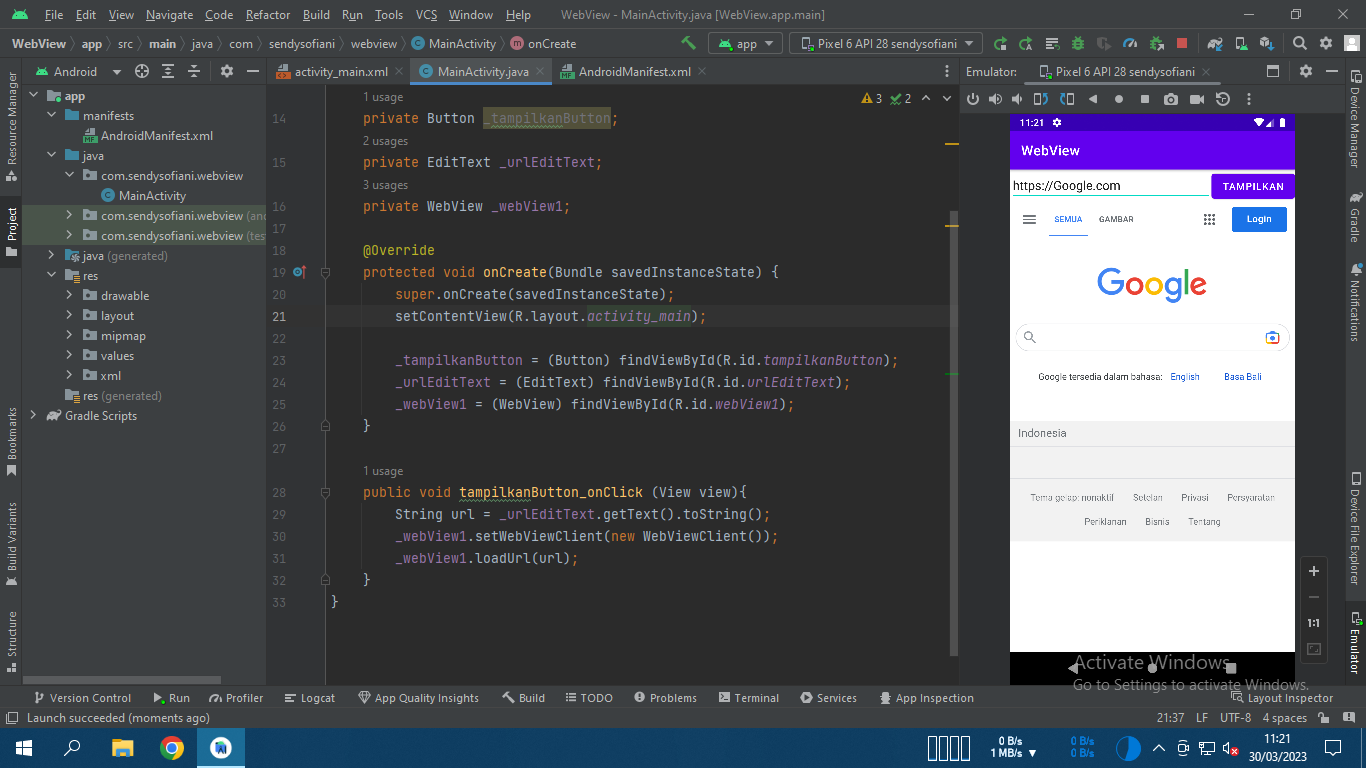 File Edit View Navigate Code Refactor Build Run Tools VCS Window Help WebView - MainActivity.java [WebView.app.main]
WebView app src main java com sendysofiani webview MainActivity onCreate app Pixel 6 API 28 sendysofiani
Android
activity_main.xml MainActivity.java AndroidManifest.xml
Emulator: Pixel 6 API 28 sendysofiani
Resource Manager
Project
Bookmarks
Build Variants
Structure
app
manifests
AndroidManifest.xml
java
com.sendysofiani.webview
MainActivity
com.sendysofiani.webview (and
com.sendysofiani.webview (tes
java (generated)
res
drawable
layout
mipmap
values
xml
res (generated)
Gradle Scripts
3 2
1 usage
14 private Button _tampilkanButton;
2 usages
15 private EditText _urlEditText;
3 usages
16 private WebView _webView1;
17
18 @Override
19 protected void onCreate(Bundle savedInstanceState) {
20 super.onCreate(savedInstanceState);
21 setContentView(R.layout.activity_main);
22
23 _tampilkanButton = (Button) findViewById(R.id.tampilkanButton);
24 _urlEditText = (EditText) findViewById(R.id.urlEditText);
25 _webView1 = (WebView) findViewById(R.id.webView1);
26 }
27
1 usage
28 public void tampilkanButton_onClick (View view){
29 String url = _urlEditText.getText().toString();
30 _webView1.setWebViewClient(new WebViewClient());
31 _webView1.loadUrl(url);
32 }
33 }
11:21
WebView
https://Google.com TAMPILKAN
SEMUA GAMBAR Login
Google
Google tersedia dalam bahasa: English Basa Bali
Indonesia
Tema gelap: nonaktif Setelan Privasi Persyaratan
Periklanan Bisnis Tentang
1:1
Activate Windows
Go to Settings to activate Windows.
Device Manager
Gradle
Notifications
Device File Explorer
Emulator
Version Control Run Profiler Logcat App Quality Insights Build TODO Problems Terminal Services App Inspection Layout Inspector
Launch succeeded (moments ago) 21:37 LF UTF-8 4 spaces
0 B/s
1 MB/s
0 B/s
0 B/s
11:21
30/03/2023